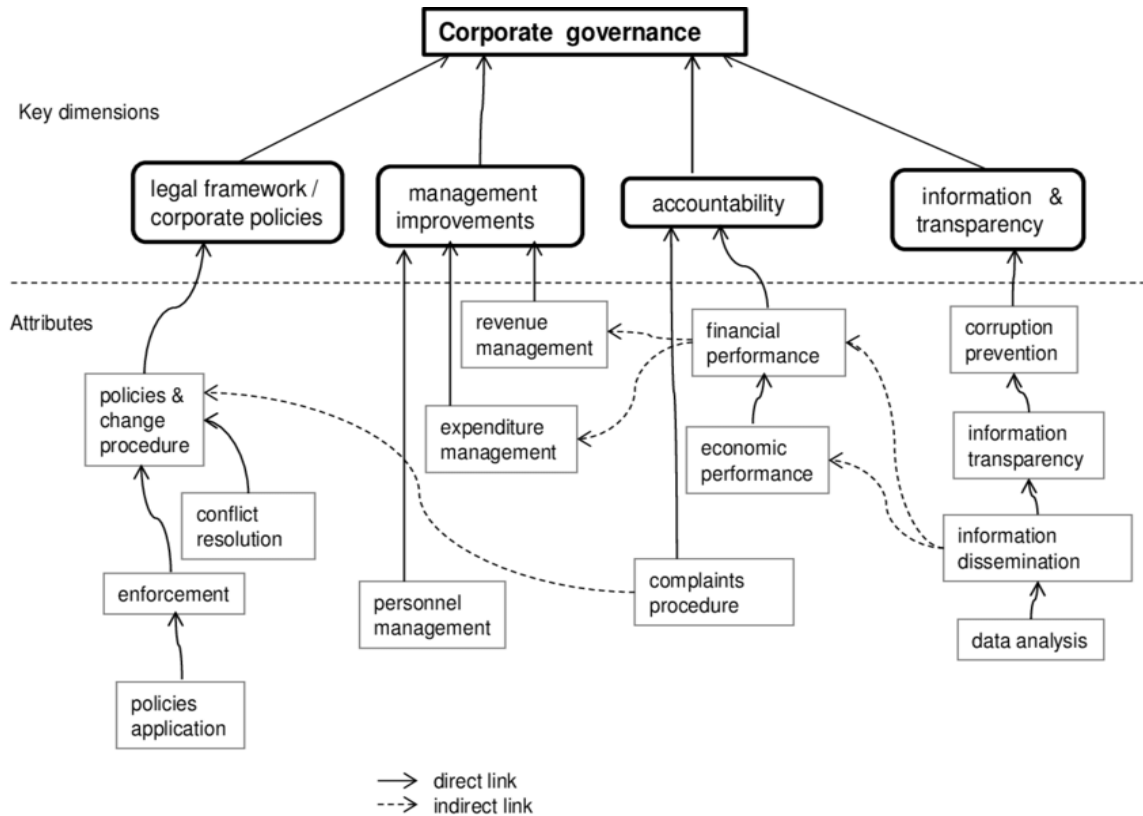 Corporate governance
Key dimensions
legal framework /
corporate policies
management
improvements
accountability
information &
transparency
Attributes
revenue
management
financial
performance
corruption
prevention
policies &
change
procedure
expenditure
management
economic
performance
information
transparency
conflict
resolution
information
dissemination
enforcement
personnel
management
complaints
procedure
data analysis
policies
application
direct link
indirect link